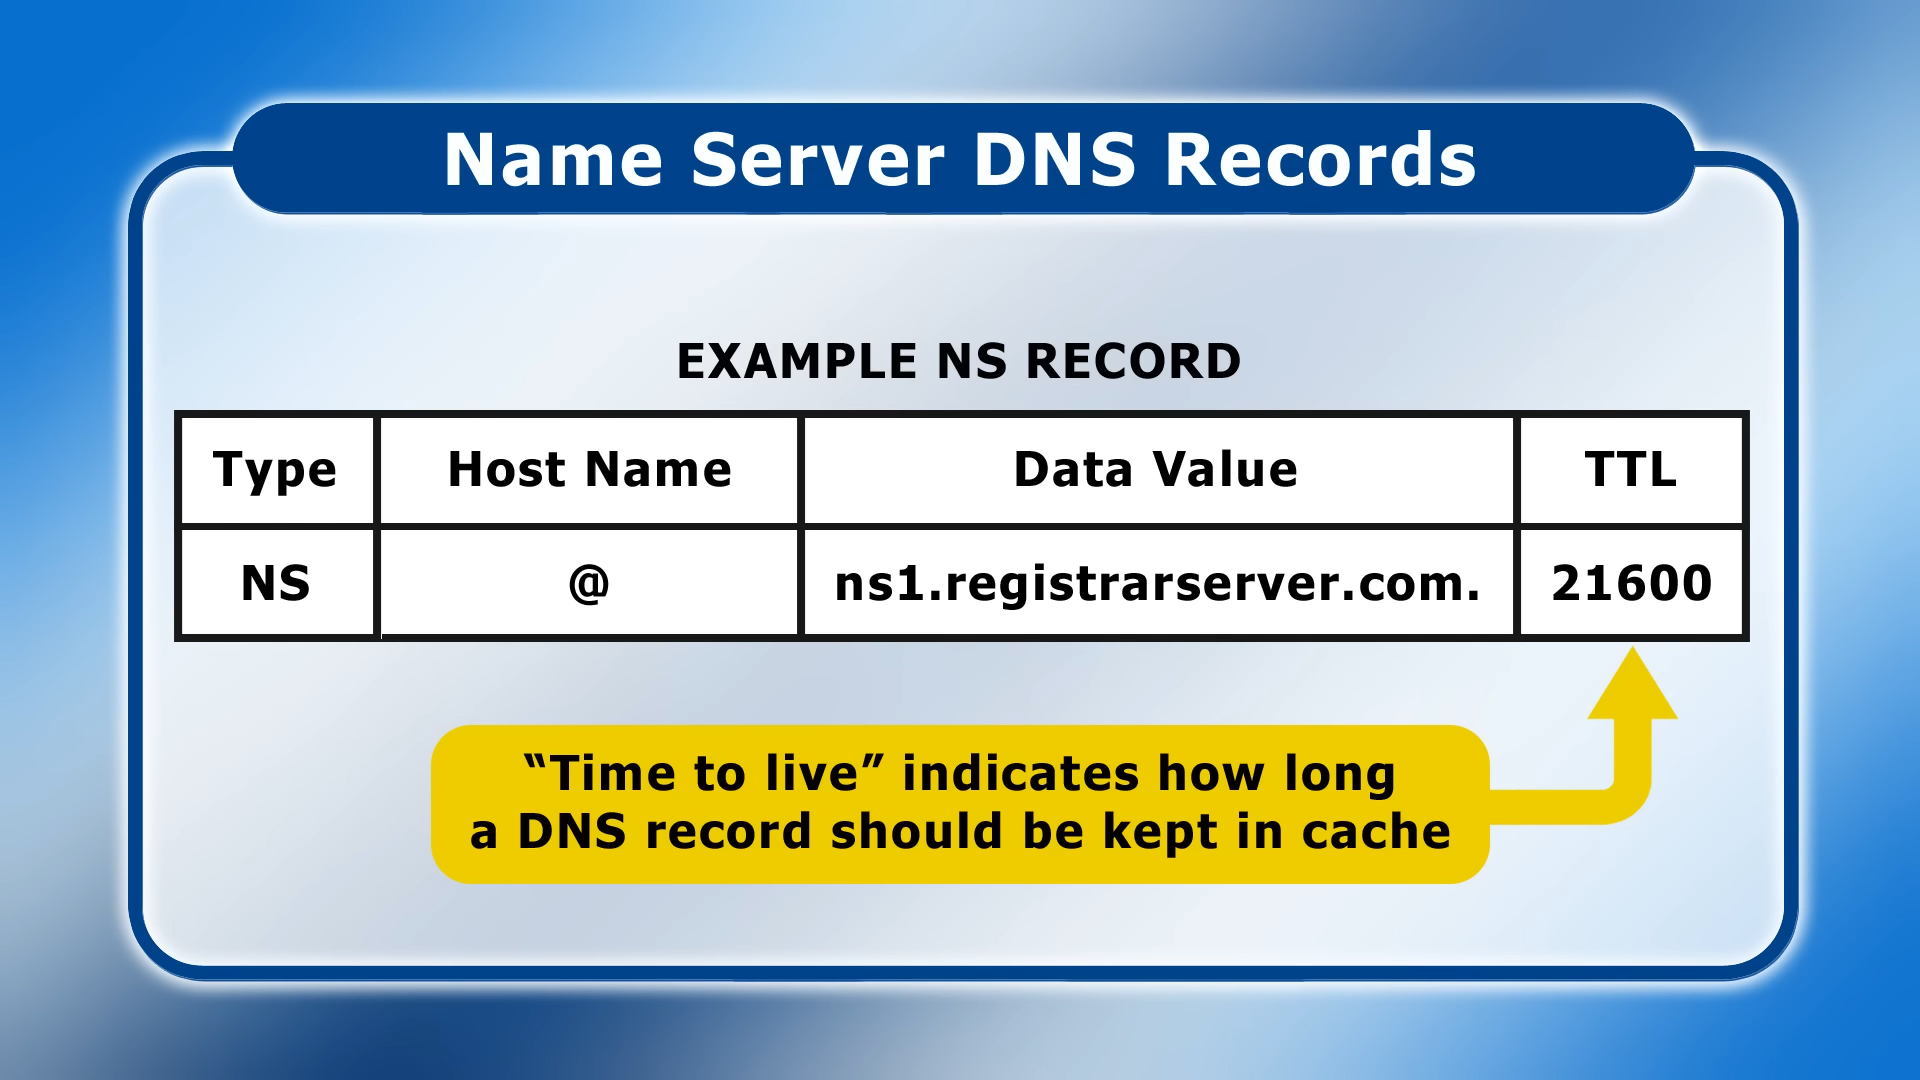 Name Server DNS Records
EXAMPLE NS RECORD
Type Host Name Data Value TTL
NS @ ns1.registrarserver.com. 21600
“Time to live” indicates how long
a DNS record should be kept in cache